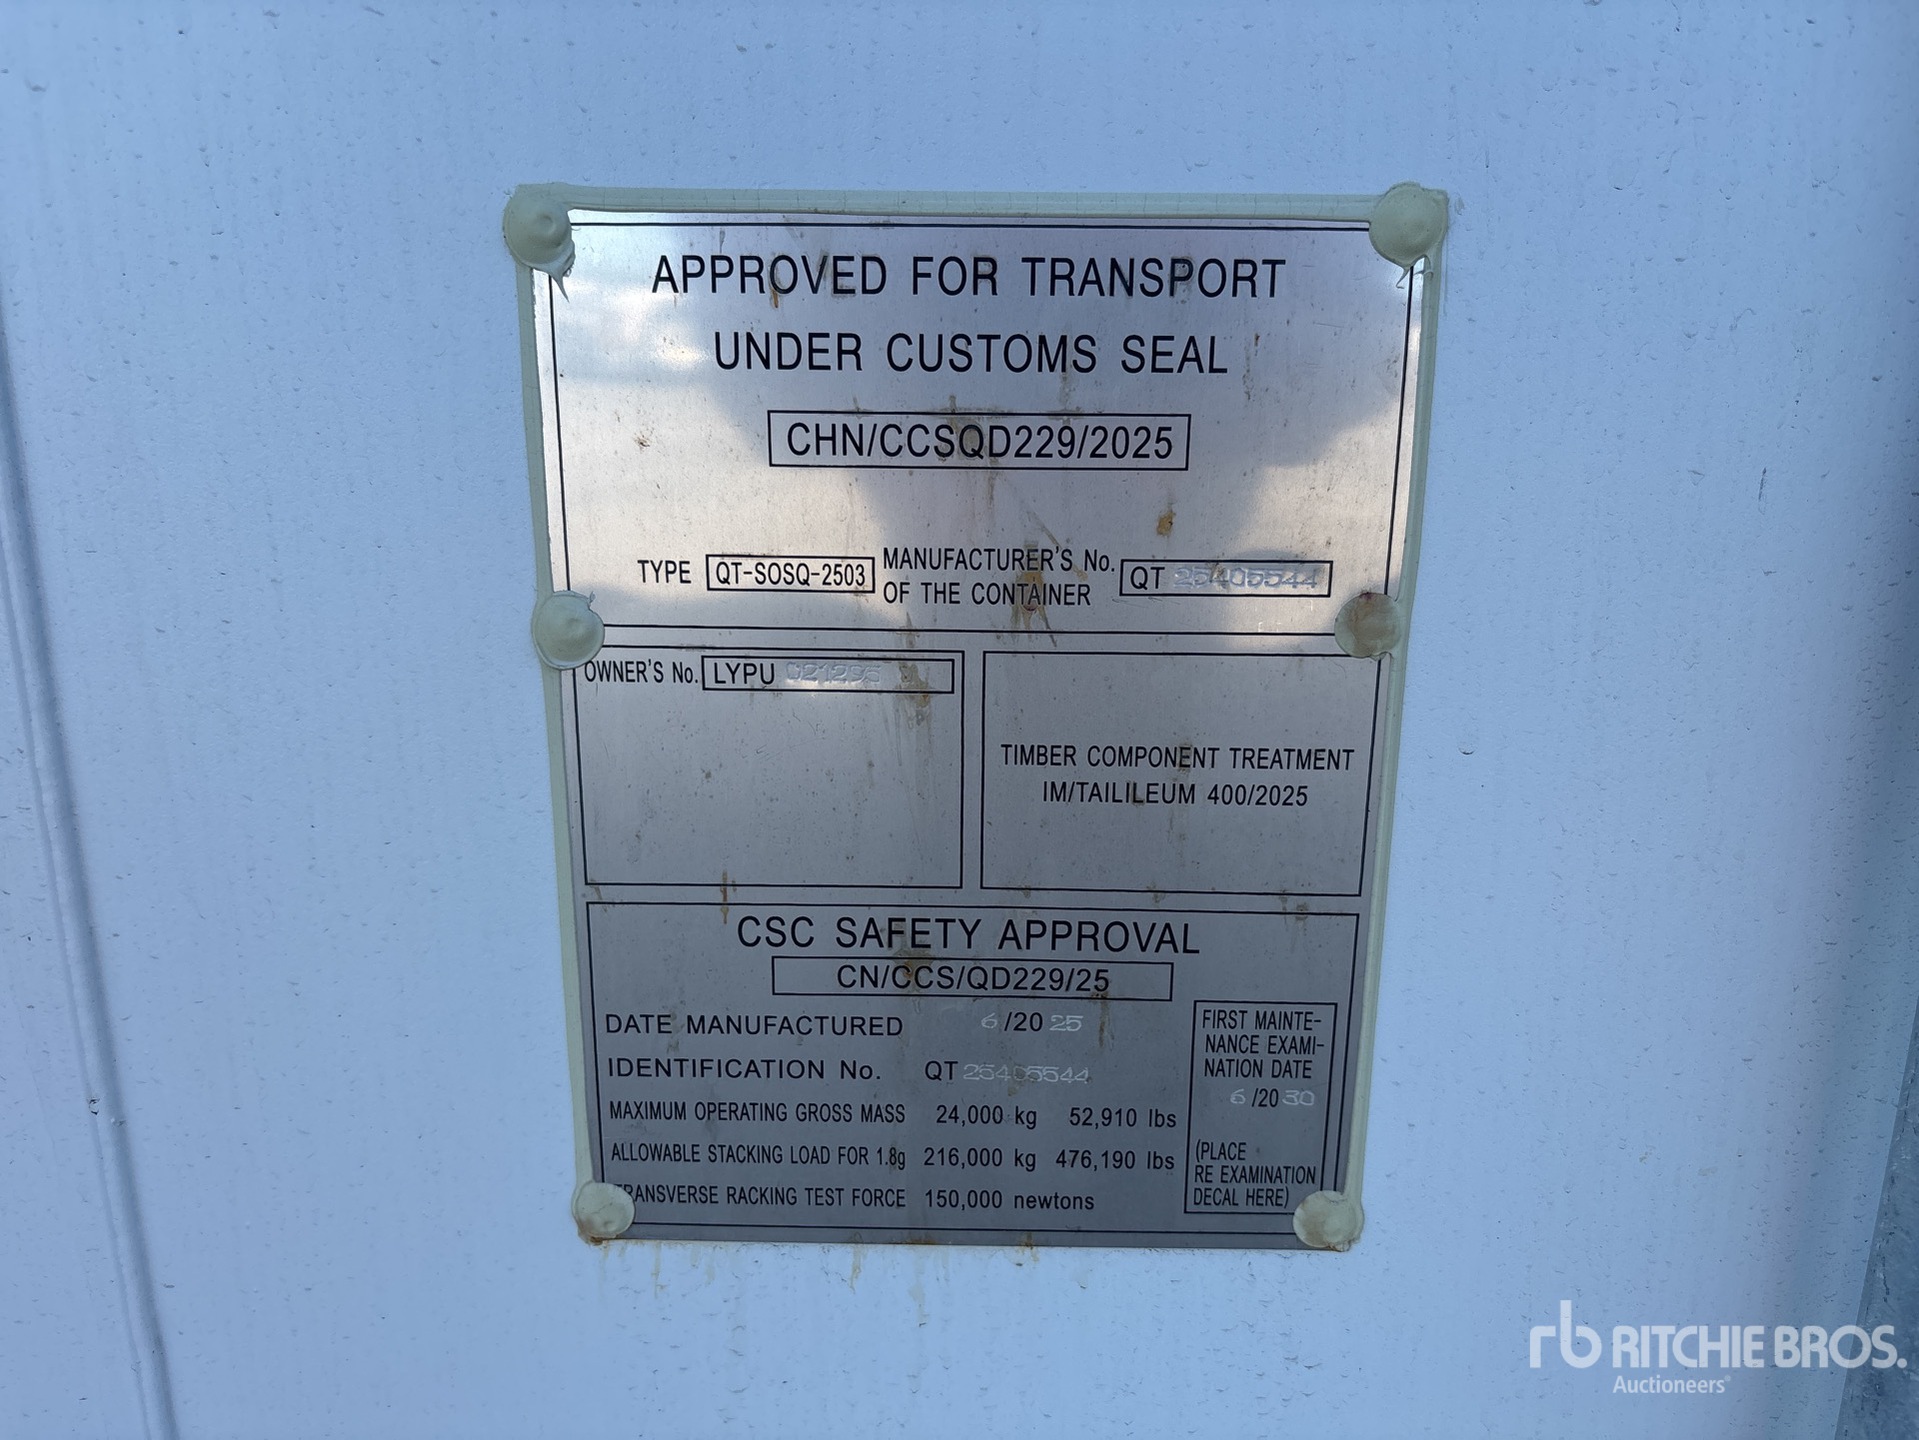 APPROVED FOR TRANSPORT
UNDER CUSTOMS SEAL
CHN/CCSQD229/2025
TYPE QT-SOSQ-2503 MANUFACTURER'S No. OF THE CONTAINER QT 25405544
OWNER'S No. LYPU
TIMBER COMPONENT TREATMENT
IM/TAILILEUM 400/2025
CSC SAFETY APPROVAL
CN/CCS/QD229/25
DATE MANUFACTURED 6/2025
IDENTIFICATION No. QT 25405544
MAXIMUM OPERATING GROSS MASS 24,000 kg 52,910 lbs
ALLOWABLE STACKING LOAD FOR 1.8g 216,000 kg 476,190 lbs
TRANSVERSE RACKING TEST FORCE 150,000 newtons
FIRST MAINTE-
NANCE EXAMI-
NATION DATE
6/2030
(PLACE
RE EXAMINATION
DECAL HERE)
rb RITCHIE BROS.
Auctioneers